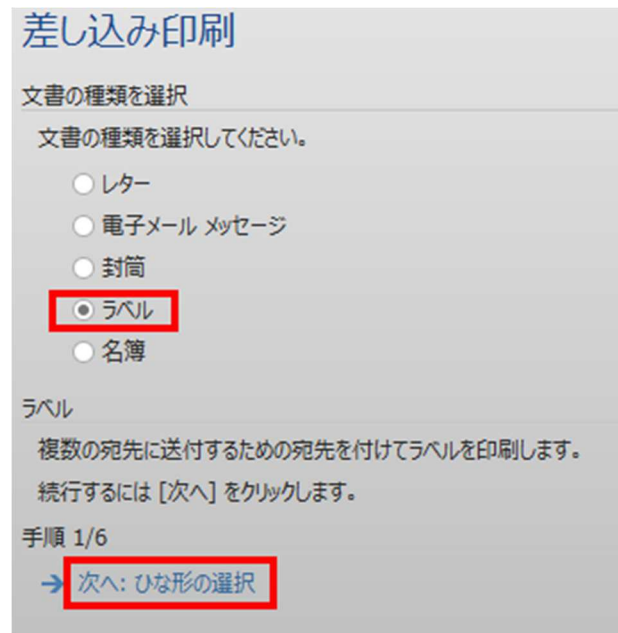 差し込み印刷
文書の種類を選択
文書の種類を選択してください。
レター
電子メール メッセージ
封筒
ラベル
名簿
ラベル
複数の宛先に送付するための宛先を付けてラベルを印刷します。
続行するには [次へ] をクリックします。
手順 1/6
→ 次へ: ひな形の選択